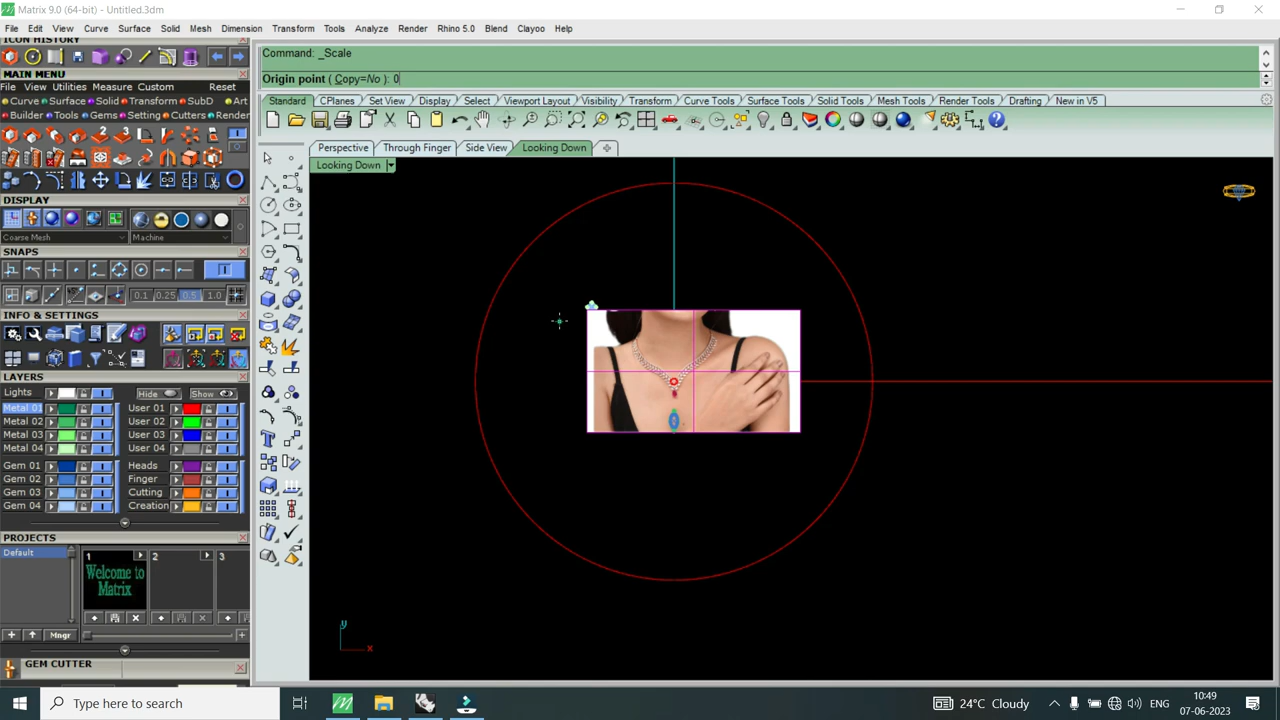 Matrix 9.0 (64-bit) - Untitled.3dm
File Edit View Curve Surface Solid Mesh Dimension Transform Tools Analyze Render Rhino 5.0 Blend Clayoo Help
ICON HISTORY
Command: _Scale
Origin point ( Copy=No ): 0
MAIN MENU
File View Utilities Measure Custom Reset
Curve Surface Solid Transform SubD Art
Builder Tools Gems Setting Cutters Render
Standard CPlanes Set View Display Select Viewport Layout Visibility Transform Curve Tools Surface Tools Solid Tools Mesh Tools Render Tools Drafting New in V5
Perspective Through Finger Side View Looking Down
Looking Down
DISPLAY
Coarse Mesh Machine
SNAPS
0.1 0.25 0.5 1.0
INFO & SETTINGS
LAYERS
Lights Hide Show
Metal 01 User 01
Metal 02 User 02
Metal 03 User 03
Metal 04 User 04
Gem 01 Heads
Gem 02 Finger
Gem 03 Cutting
Gem 04 Creation
PROJECTS
Default 1 2 3
Welcome to
Matrix
Mngr
GEM CUTTER
y
x
Type here to search
24°C Cloudy
ENG
10:49
07-06-2023